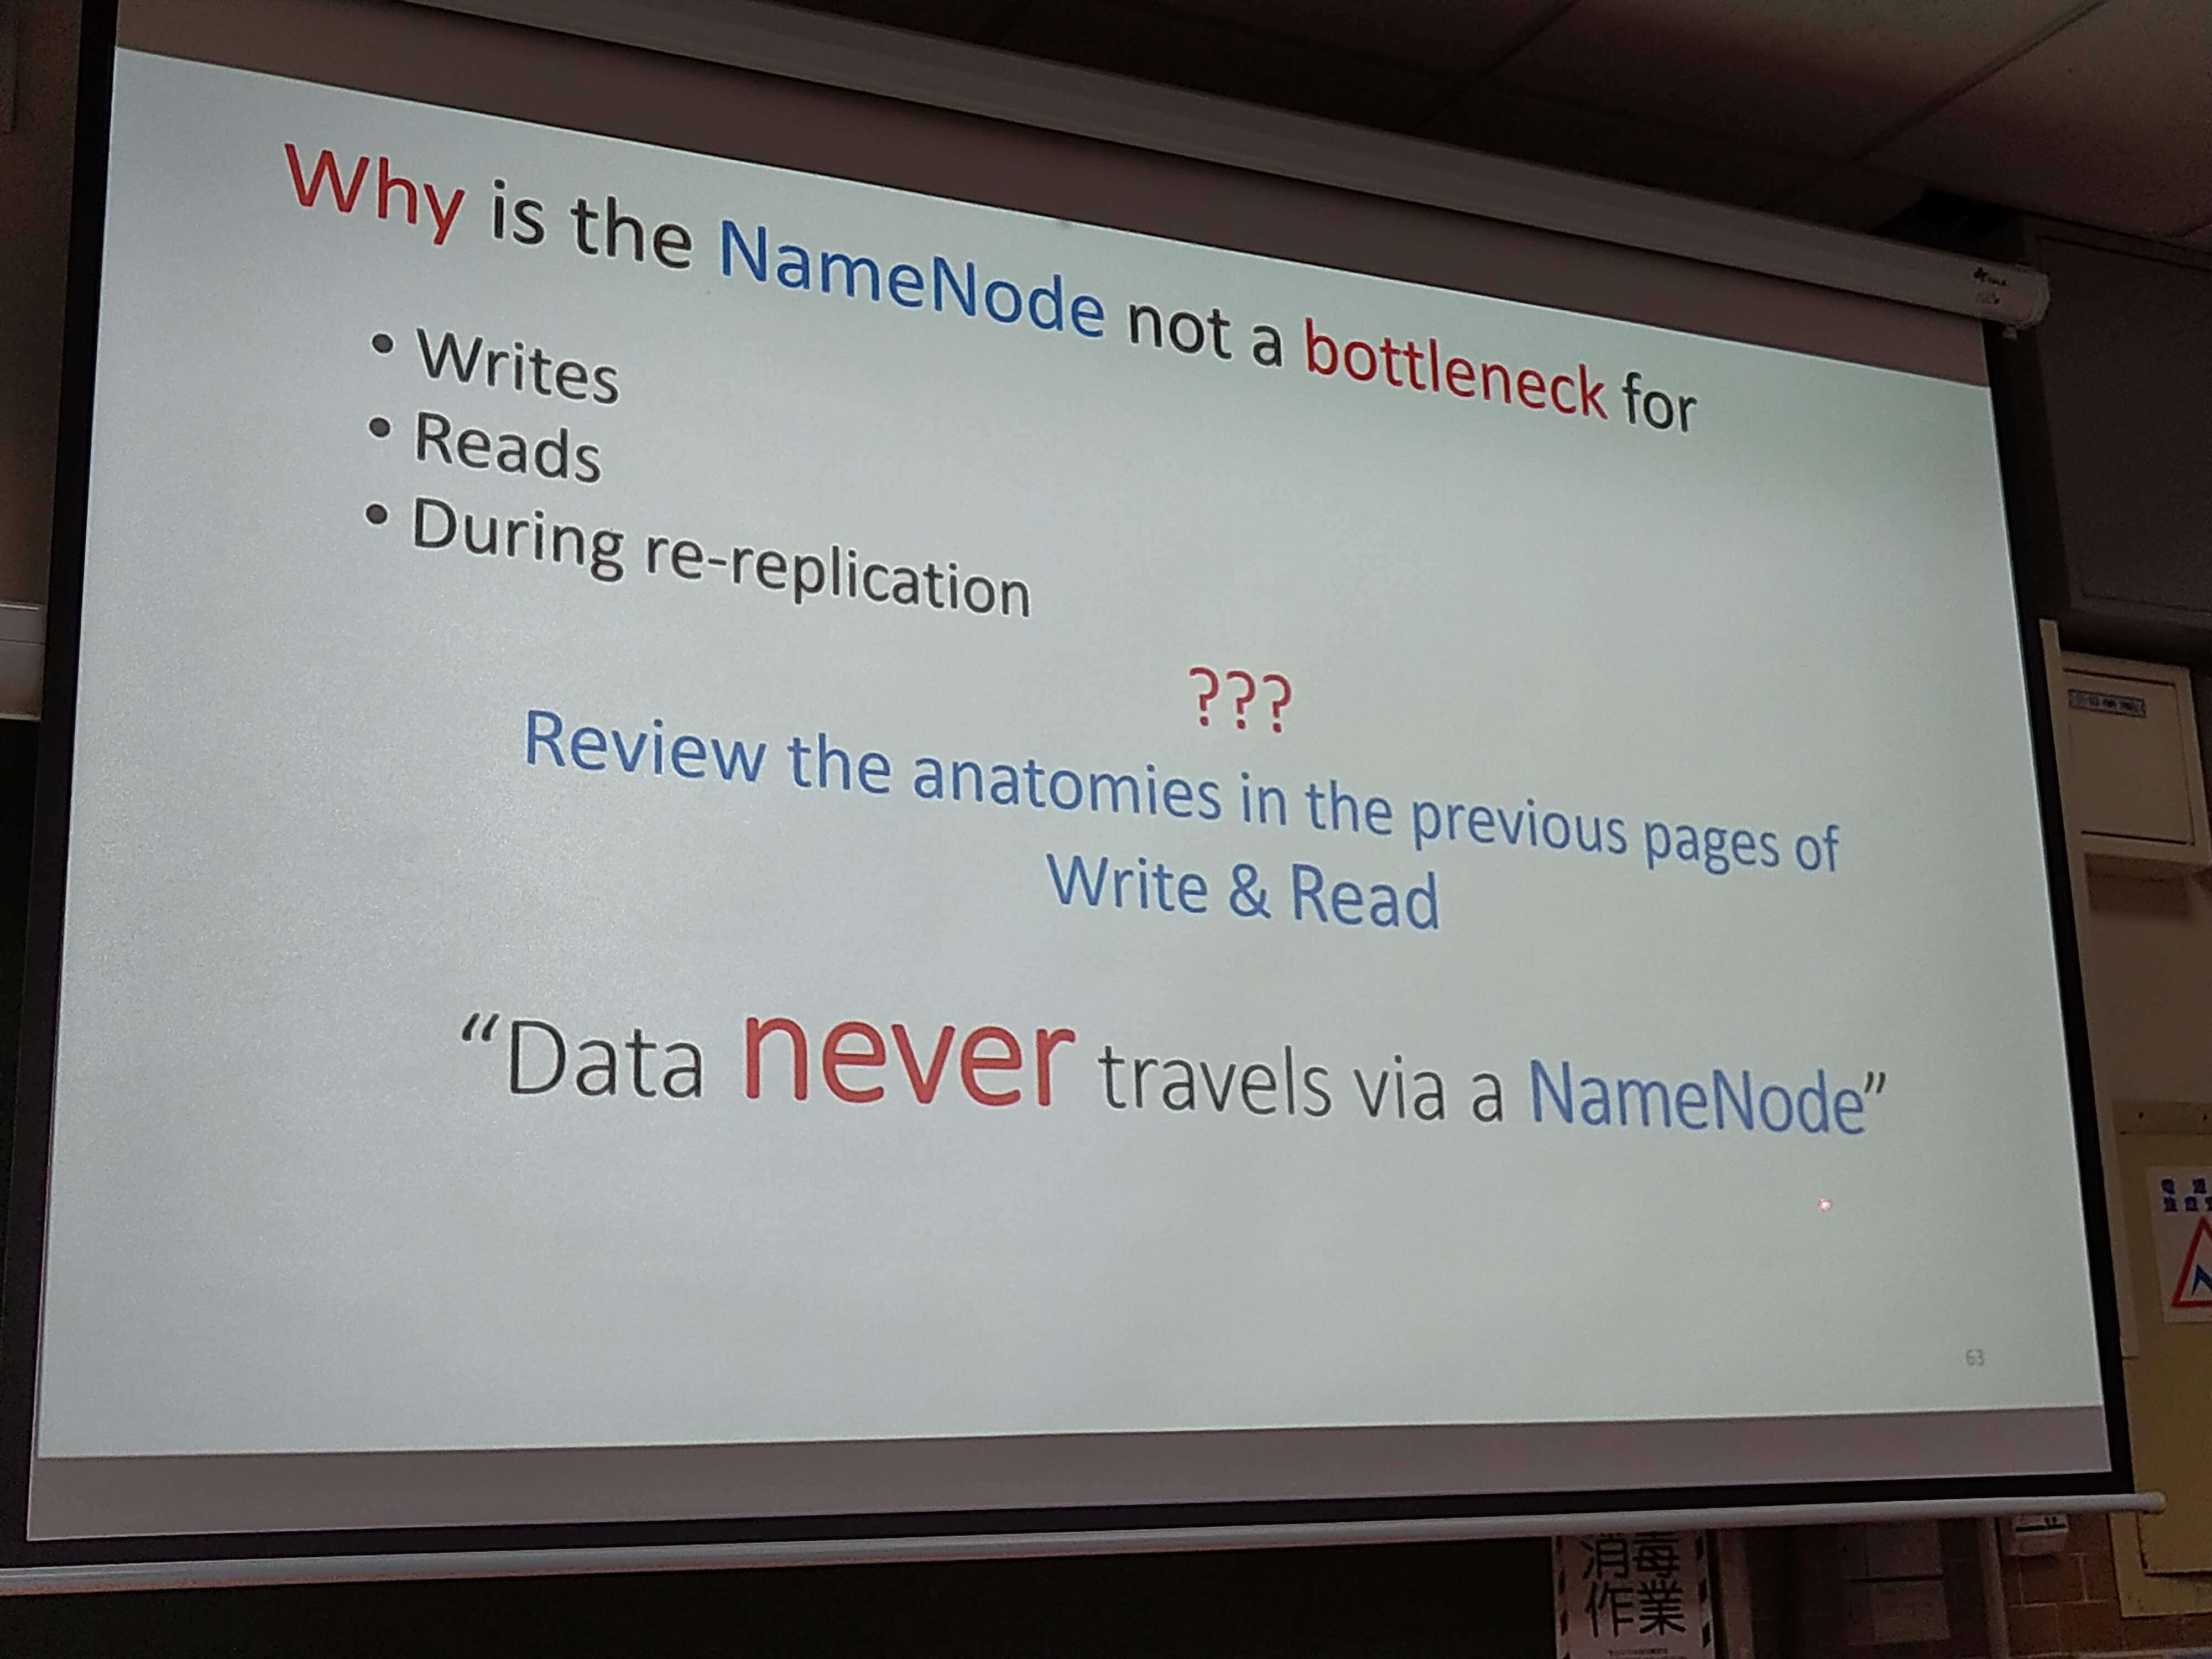 Why is the NameNode not a bottleneck for
• Writes
• Reads
• During re-replication
???
Review the anatomies in the previous pages of
Write & Read
“Data never travels via a NameNode”
63
消毒
作業